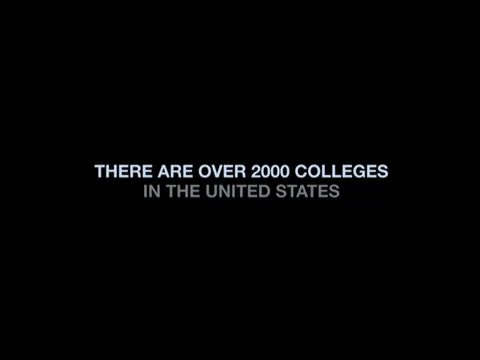 THERE ARE OVER 2000 COLLEGES
IN THE UNITED STATES